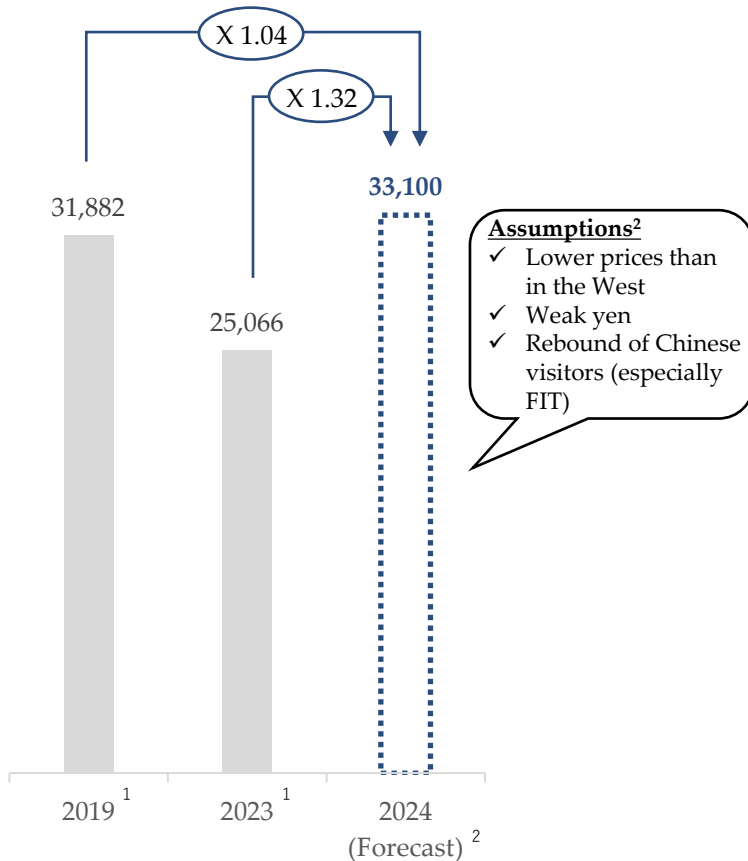 X 1.04
X 1.32
33,100
31,882
25,066
Assumptions2
✓ Lower prices than
in the West
✓ Weak yen
✓ Rebound of Chinese
visitors (especially
FIT)
2019 1
2023 1
2024
(Forecast) 2